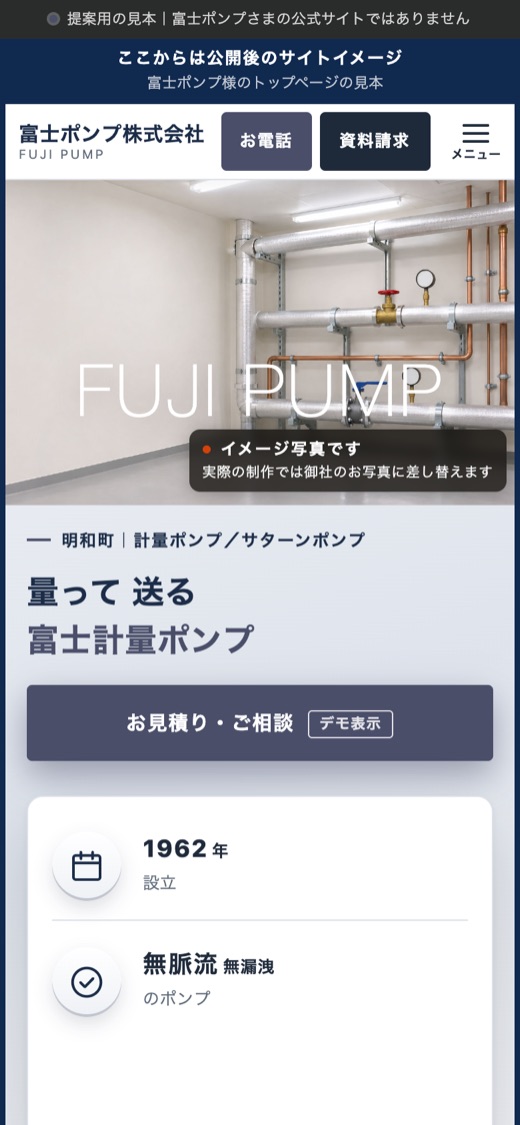 提案用の見本｜富士ポンプさまの公式サイトではありません
ここからは公開後のサイトイメージ
富士ポンプ様のトップページの見本
富士ポンプ株式会社
FUJI PUMP
お電話
資料請求
メニュー
FUJI PUMP
イメージ写真です
実際の制作では御社のお写真に差し替えます
明和町｜計量ポンプ／サターンポンプ
量って 送る
富士計量ポンプ
お見積り・ご相談 デモ表示
1962 年
設立
無脈流 無漏洩
のポンプ